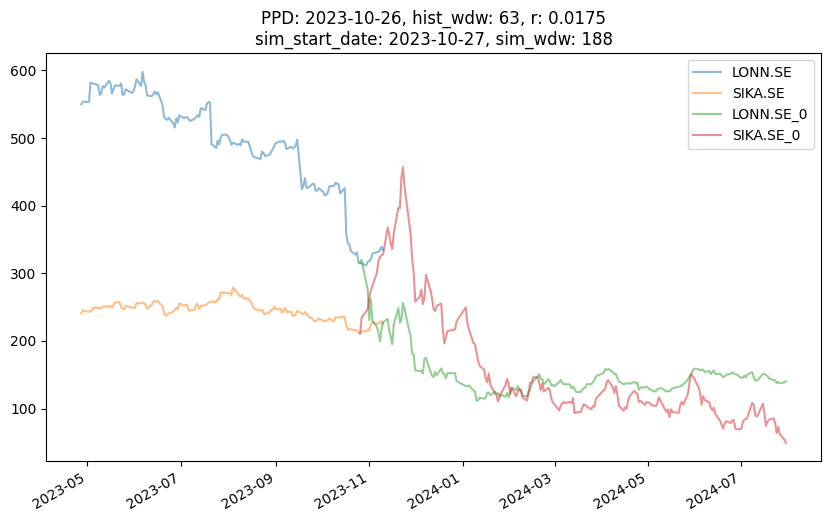 PPD: 2023-10-26, hist_wdw: 63, r: 0.0175
sim_start_date: 2023-10-27, sim_wdw: 188
LONN.SE
SIKA.SE
LONN.SE_0
SIKA.SE_0
600
500
400
300
200
100
2023-05
2023-07
2023-09
2023-11
2024-01
2024-03
2024-05
2024-07